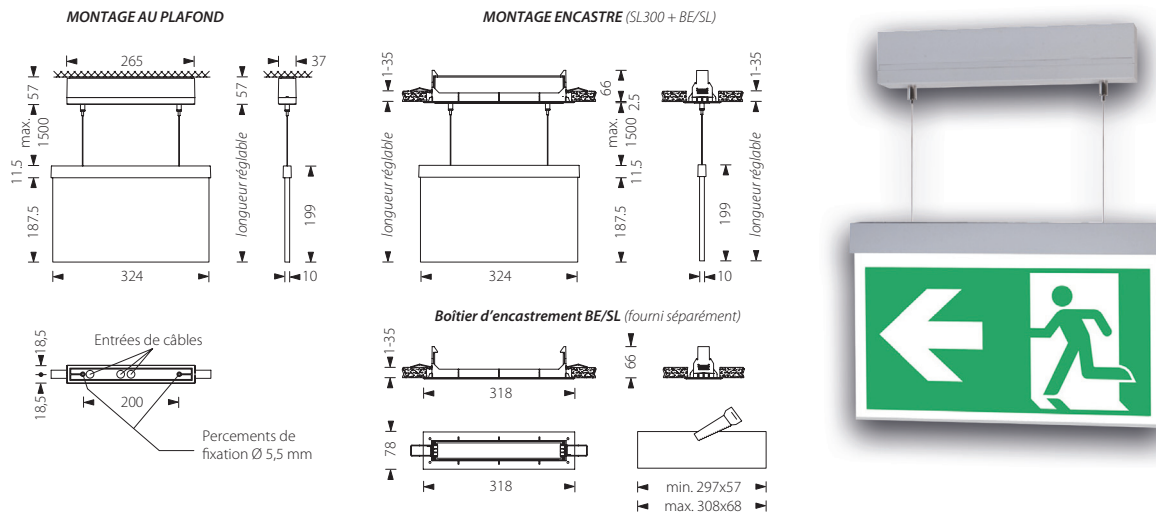 MONTAGE AU PLAFOND
265
37
57
57
max.
1500
11.5
187.5
longueur réglable
199
324
10
MONTAGE ENCASTRE (SL300 + BE/SL)
1-35
66
2.5
1-35
max.
1500
11.5
187.5
longueur réglable
199
longueur réglable
324
10
18,5
18,5
Entrées de câbles
200
Percements de
fixation Ø 5,5 mm
Boîtier d'encastrement BE/SL (fourni séparément)
1-35
66
318
78
318
min. 297x57
max. 308x68